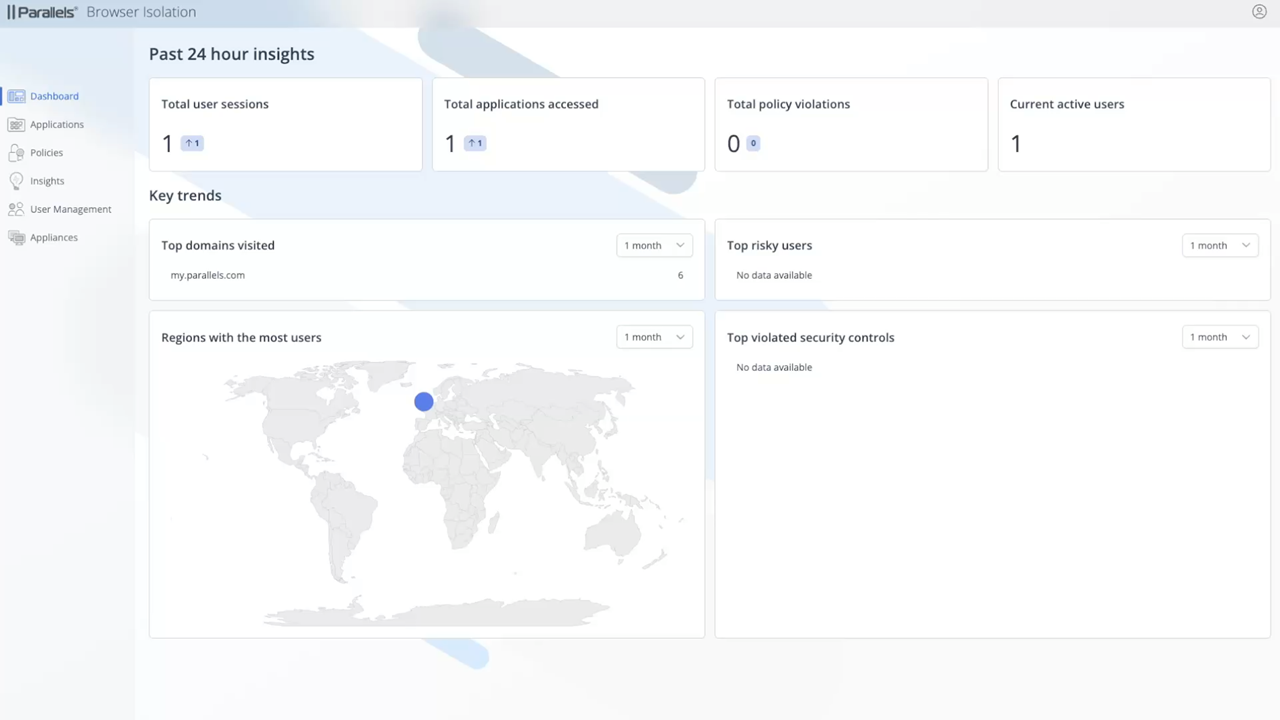 Parallels® Browser Isolation
Past 24 hour insights
Dashboard
Applications
Policies
Insights
User Management
Appliances
Total user sessions
1 ↑ 1
Total applications accessed
1 ↑ 1
Total policy violations
0 0
Current active users
1
Key trends
Top domains visited
1 month
my.parallels.com 6
Top risky users
1 month
No data available
Regions with the most users
1 month
Top violated security controls
1 month
No data available